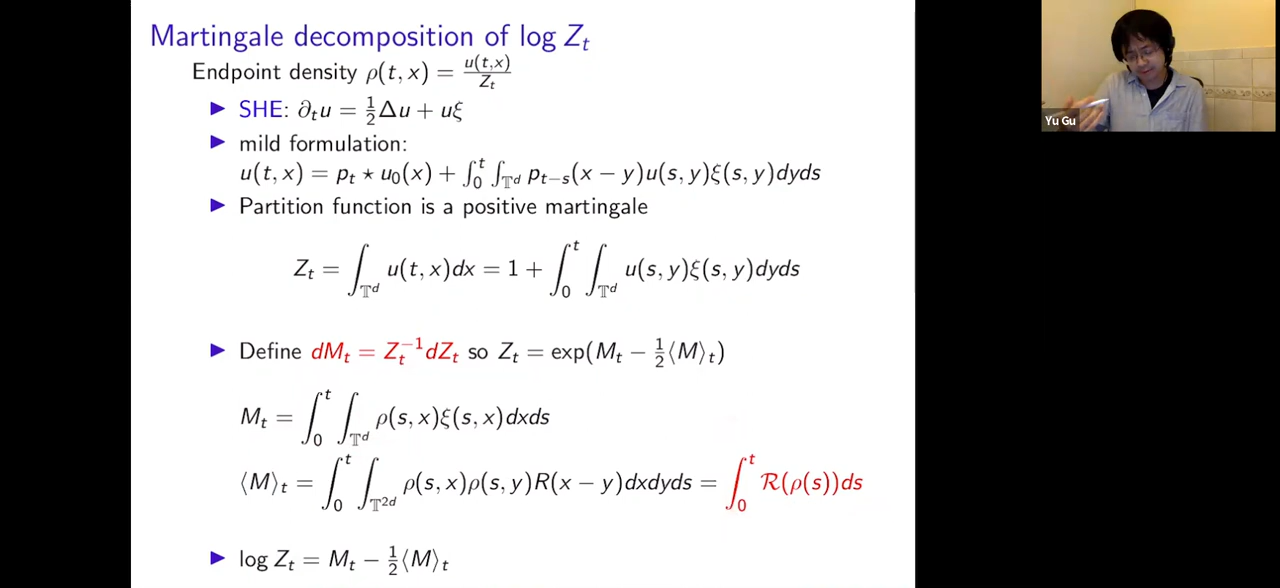 Martingale decomposition of log Z_t
Endpoint density ρ(t, x) = u(t,x)/Z_t
▶ SHE: ∂_t u = ½Δu + uξ
▶ mild formulation:
u(t, x) = p_t ⋆ u_0(x) + ∫_0^t ∫_{𝕋^d} p_{t−s}(x − y)u(s, y)ξ(s, y)dyds
▶ Partition function is a positive martingale
Z_t = ∫_{𝕋^d} u(t, x)dx = 1 + ∫_0^t ∫_{𝕋^d} u(s, y)ξ(s, y)dyds
▶ Define dM_t = Z_t^{−1}dZ_t so Z_t = exp(M_t − ½⟨M⟩_t)
M_t = ∫_0^t ∫_{𝕋^d} ρ(s, x)ξ(s, x)dxds
⟨M⟩_t = ∫_0^t ∫_{𝕋^{2d}} ρ(s, x)ρ(s, y)R(x − y)dxdyds = ∫_0^t ℛ(ρ(s))ds
▶ log Z_t = M_t − ½⟨M⟩_t
Yu Gu